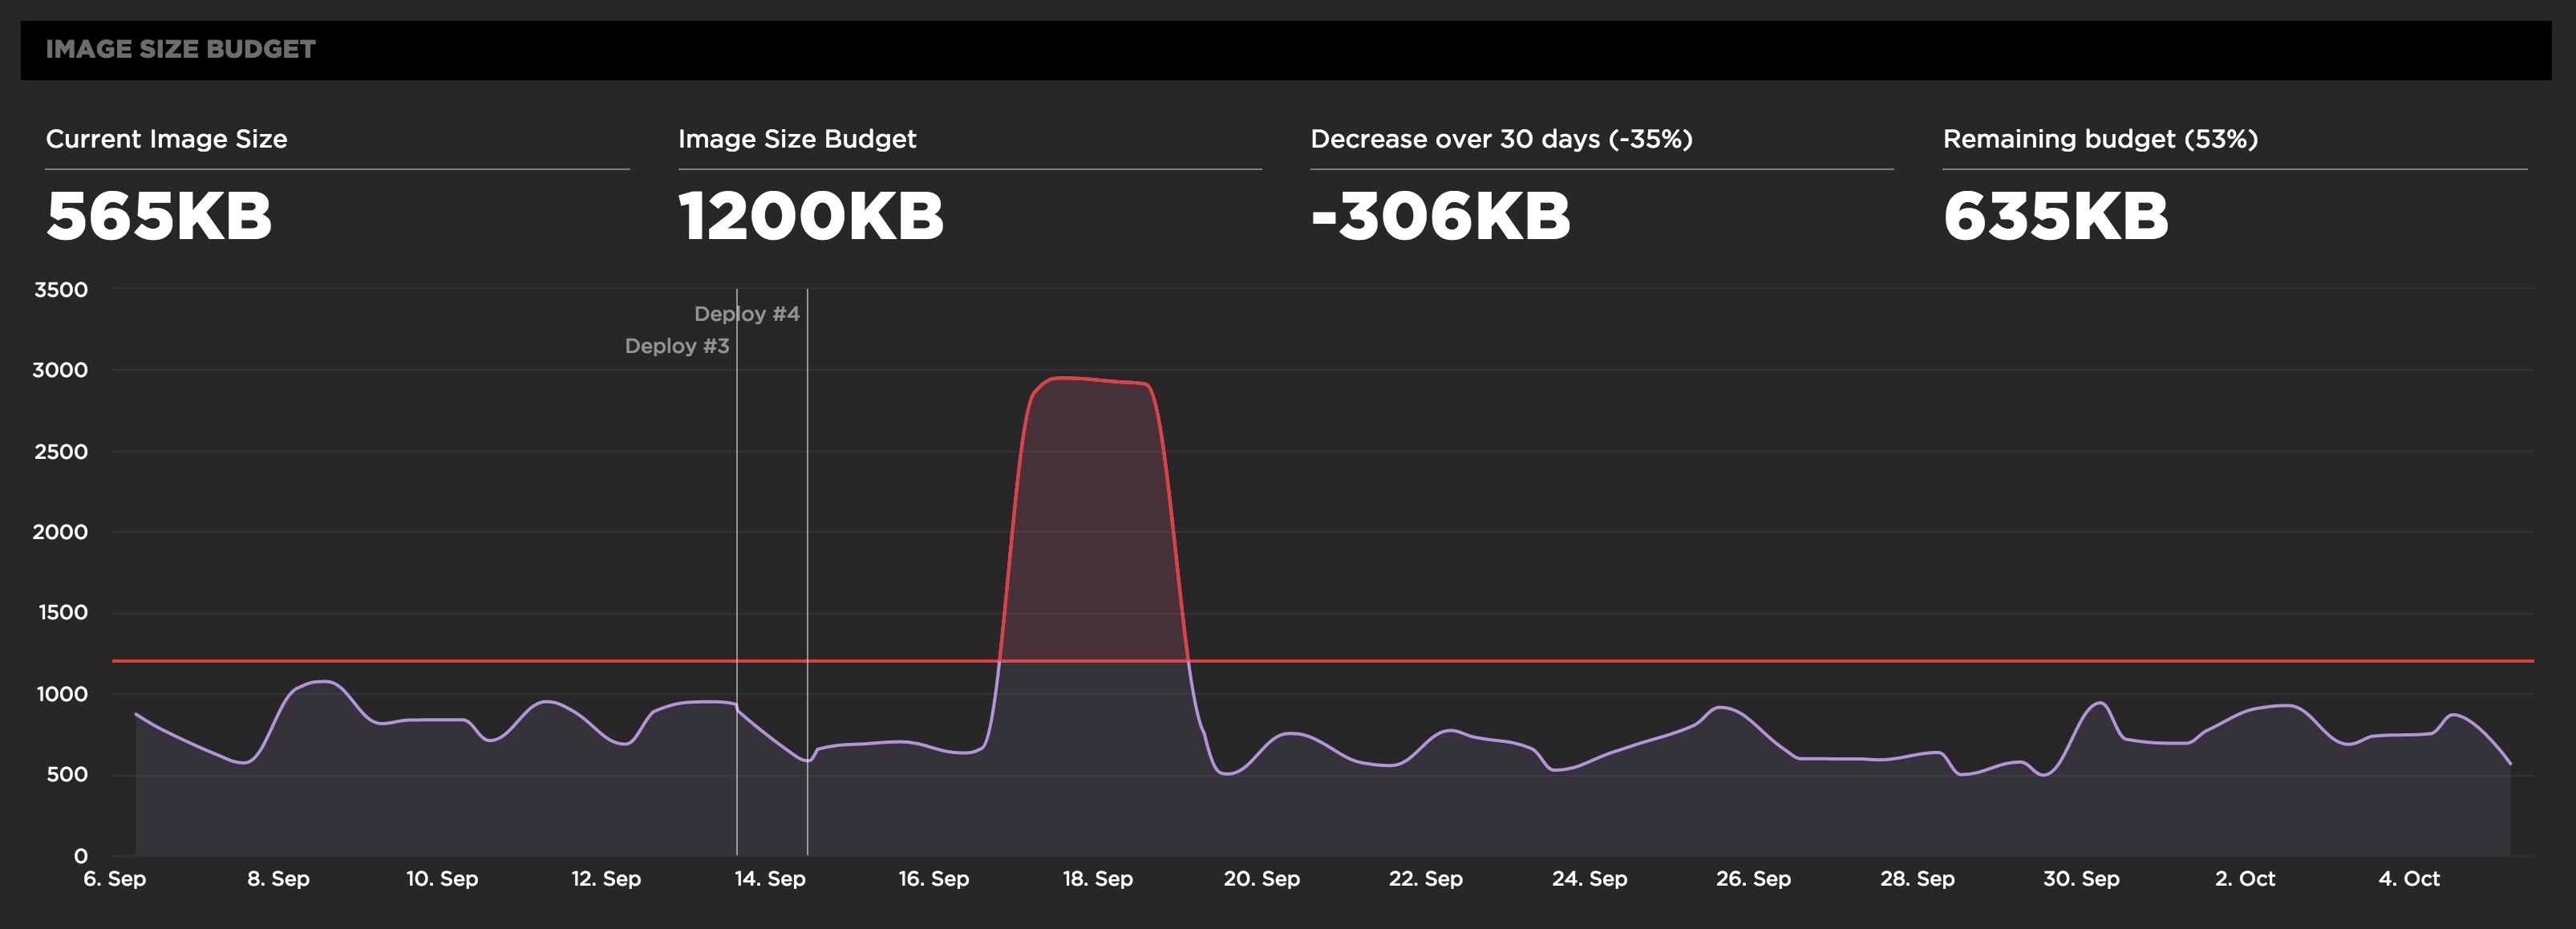 IMAGE SIZE BUDGET
Current Image Size
565KB
Image Size Budget
1200KB
Decrease over 30 days (-35%)
-306KB
Remaining budget (53%)
635KB
3500
3000
2500
2000
1500
1000
500
0
Deploy #4
Deploy #3
6. Sep
8. Sep
10. Sep
12. Sep
14. Sep
16. Sep
18. Sep
20. Sep
22. Sep
24. Sep
26. Sep
28. Sep
30. Sep
2. Oct
4. Oct